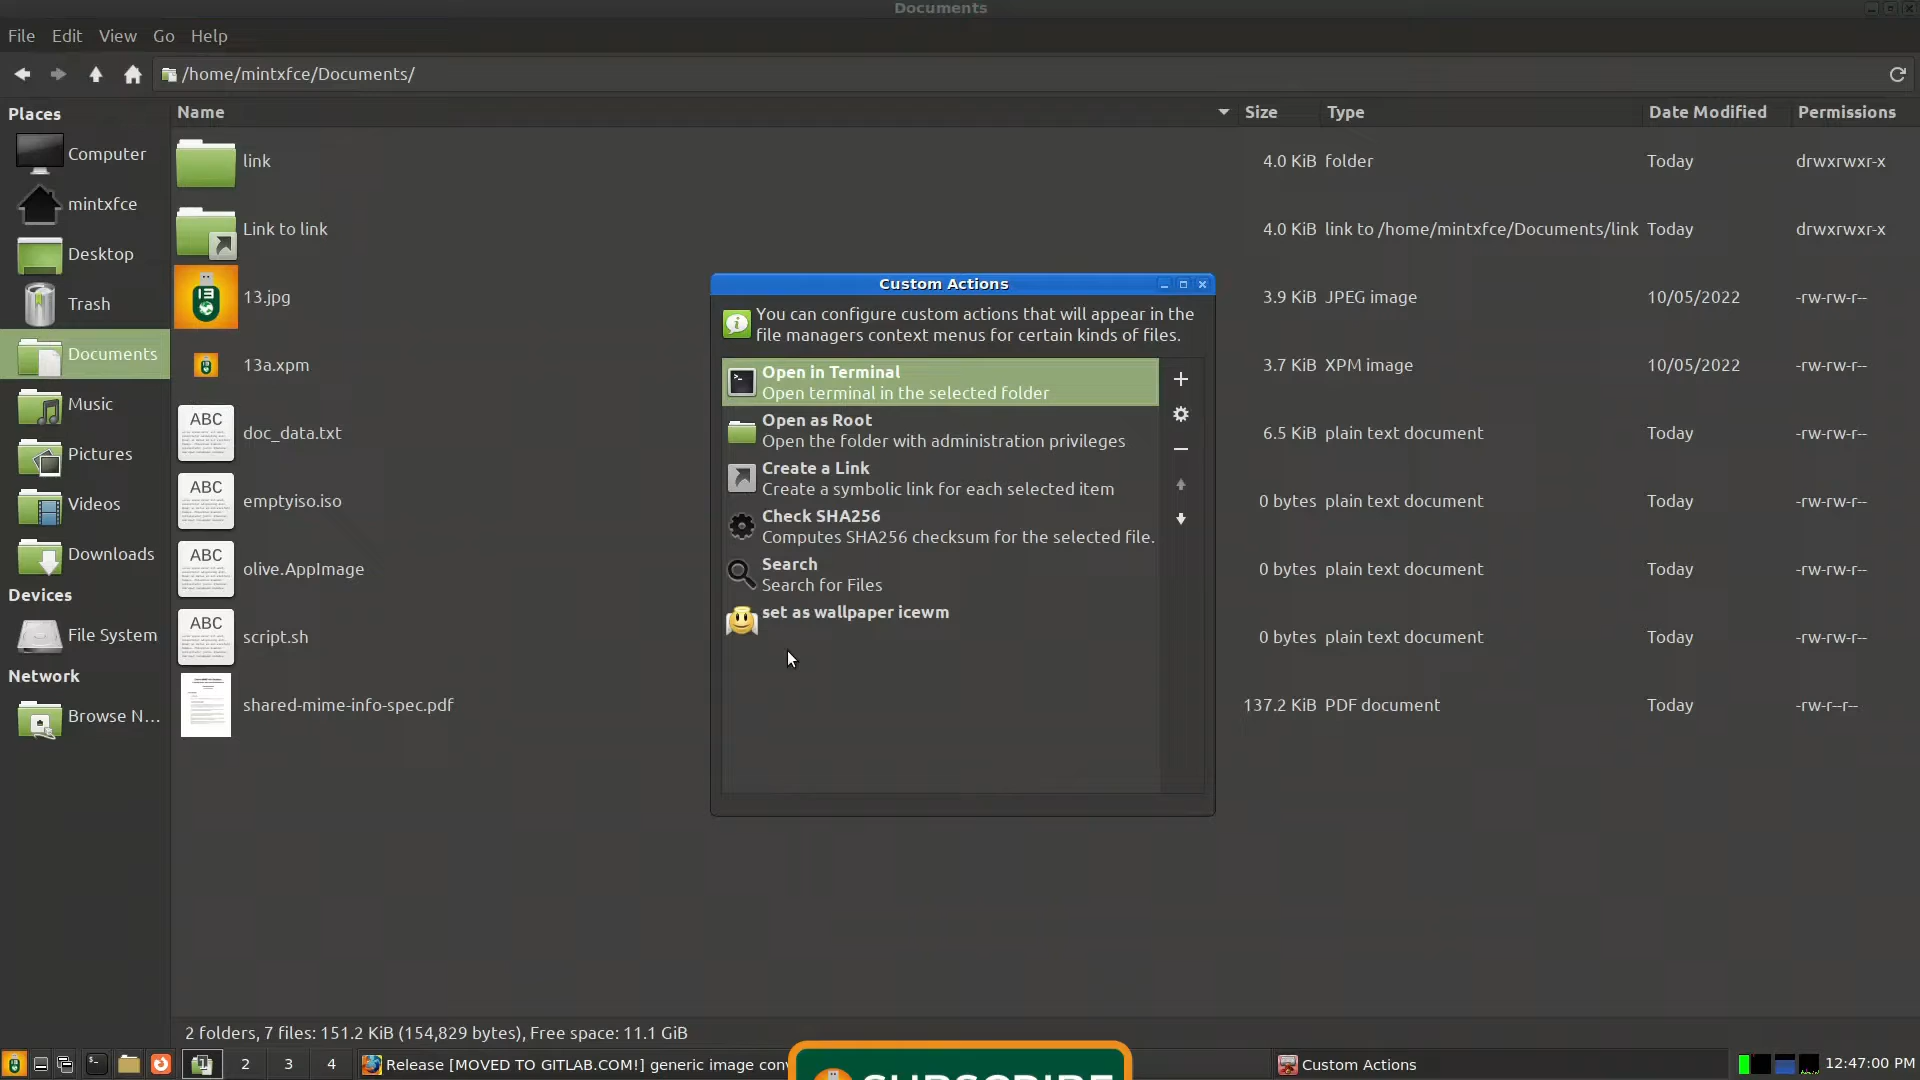 Documents
File Edit View Go Help
/home/mintxfce/Documents/
Places
Computer
mintxfce
Desktop
Trash
Documents
Music
Pictures
Videos
Downloads
Devices
File System
Network
Browse N...
Name Size Type Date Modified Permissions
link 4.0 KiB folder Today drwxrwxr-x
Link to link 4.0 KiB link to /home/mintxfce/Documents/link Today drwxrwxr-x
13.jpg 3.9 KiB JPEG image 10/05/2022 -rw-rw-r--
13a.xpm 3.7 KiB XPM image 10/05/2022 -rw-rw-r--
ABC doc_data.txt 6.5 KiB plain text document Today -rw-rw-r--
ABC emptyiso.iso 0 bytes plain text document Today -rw-rw-r--
ABC olive.AppImage 0 bytes plain text document Today -rw-rw-r--
ABC script.sh 0 bytes plain text document Today -rw-rw-r--
shared-mime-info-spec.pdf 137.2 KiB PDF document Today -rw-r--r--
Custom Actions
You can configure custom actions that will appear in the
file managers context menus for certain kinds of files.
Open in Terminal
Open terminal in the selected folder
Open as Root
Open the folder with administration privileges
Create a Link
Create a symbolic link for each selected item
Check SHA256
Computes SHA256 checksum for the selected file.
Search
Search for Files
set as wallpaper icewm
2 folders, 7 files: 151.2 KiB (154,829 bytes), Free space: 11.1 GiB
1 2 3 4 Release [MOVED TO GITLAB.COM!] generic image conv SUBSCRIBE Custom Actions 12:47:00 PM